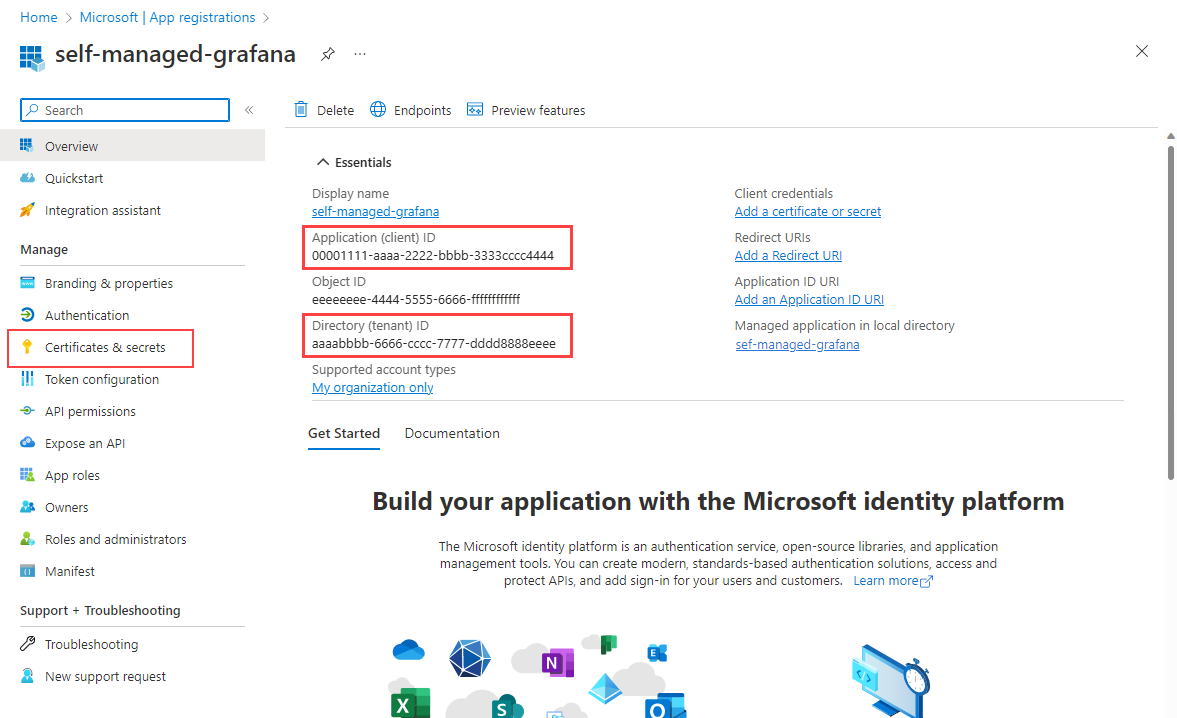 Home > Microsoft | App registrations >
self-managed-grafana
Search
Overview
Quickstart
Integration assistant
Manage
Branding & properties
Authentication
Certificates & secrets
Token configuration
API permissions
Expose an API
App roles
Owners
Roles and administrators
Manifest
Support + Troubleshooting
Troubleshooting
New support request
Delete
Endpoints
Preview features
Essentials
Display name
self-managed-grafana
Application (client) ID
00001111-aaaa-2222-bbbb-3333cccc4444
Object ID
eeeeeeee-4444-5555-6666-ffffffffffff
Directory (tenant) ID
aaaabbbb-6666-cccc-7777-dddd8888eeee
Supported account types
My organization only
Client credentials
Add a certificate or secret
Redirect URIs
Add a Redirect URI
Application ID URI
Add an Application ID URI
Managed application in local directory
sef-managed-grafana
Get Started
Documentation
Build your application with the Microsoft identity platform
The Microsoft identity platform is an authentication service, open-source libraries, and application
management tools. You can create modern, standards-based authentication solutions, access and
protect APIs, and add sign-in for your users and customers. Learn more
N
E
X
S
O